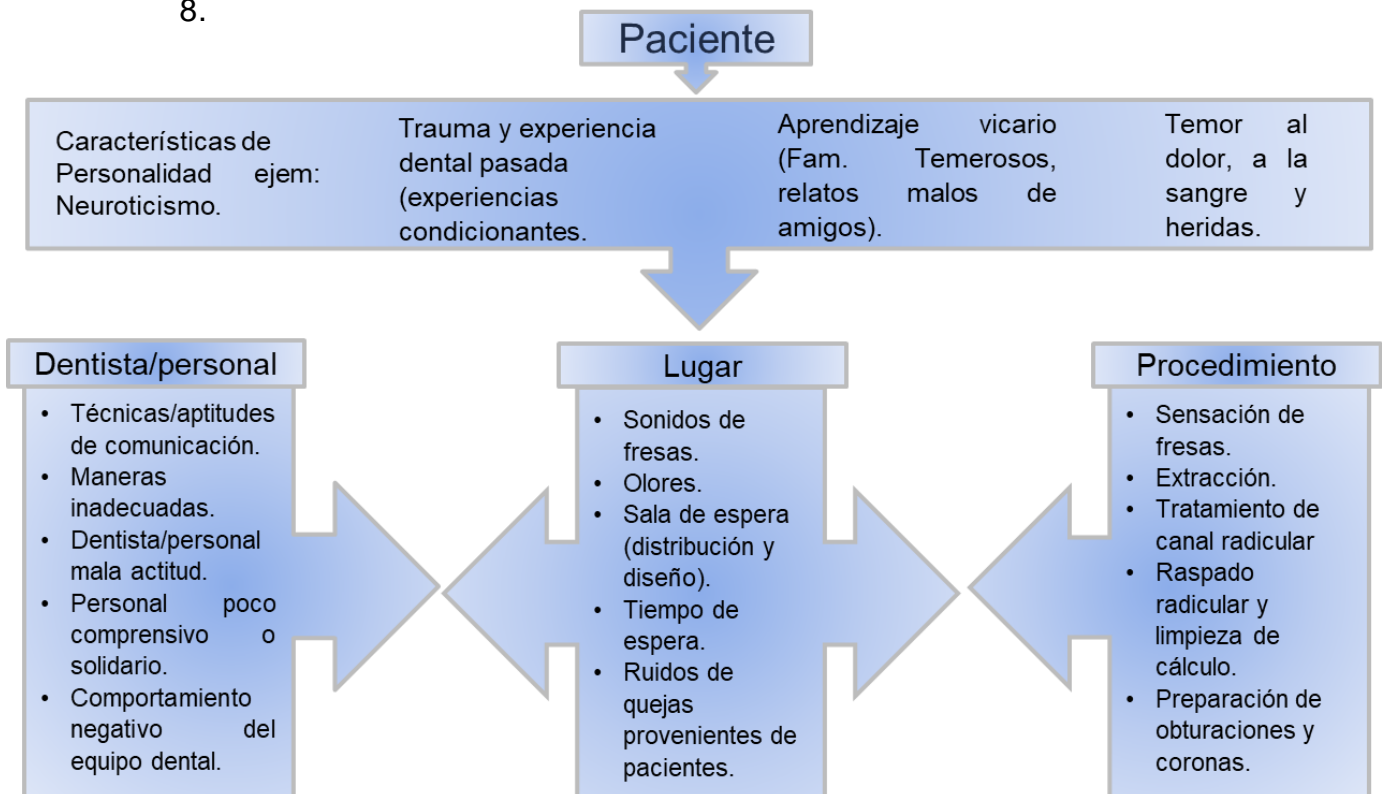 8.
Paciente
Características de
Personalidad ejem:
Neuroticismo.
Trauma y experiencia
dental pasada
(experiencias
condicionantes.
Aprendizaje vicario
(Fam. Temerosos,
relatos malos de
amigos).
Temor al
dolor, a la
sangre y
heridas.
Dentista/personal
• Técnicas/aptitudes
de comunicación.
• Maneras
inadecuadas.
• Dentista/personal
mala actitud.
• Personal poco
comprensivo o
solidario.
• Comportamiento
negativo del
equipo dental.
Lugar
• Sonidos de
fresas.
• Olores.
• Sala de espera
(distribución y
diseño).
• Tiempo de
espera.
• Ruidos de
quejas
provenientes de
pacientes.
Procedimiento
• Sensación de
fresas.
• Extracción.
• Tratamiento de
canal radicular
• Raspado
radicular y
limpieza de
cálculo.
• Preparación de
obturaciones y
coronas.